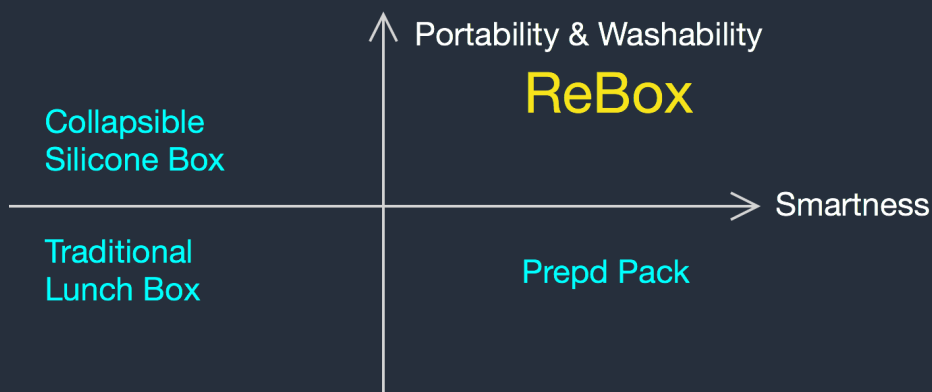 Portability & Washability
ReBox
Collapsible
Silicone Box
Smartness
Traditional
Lunch Box
Prepd Pack